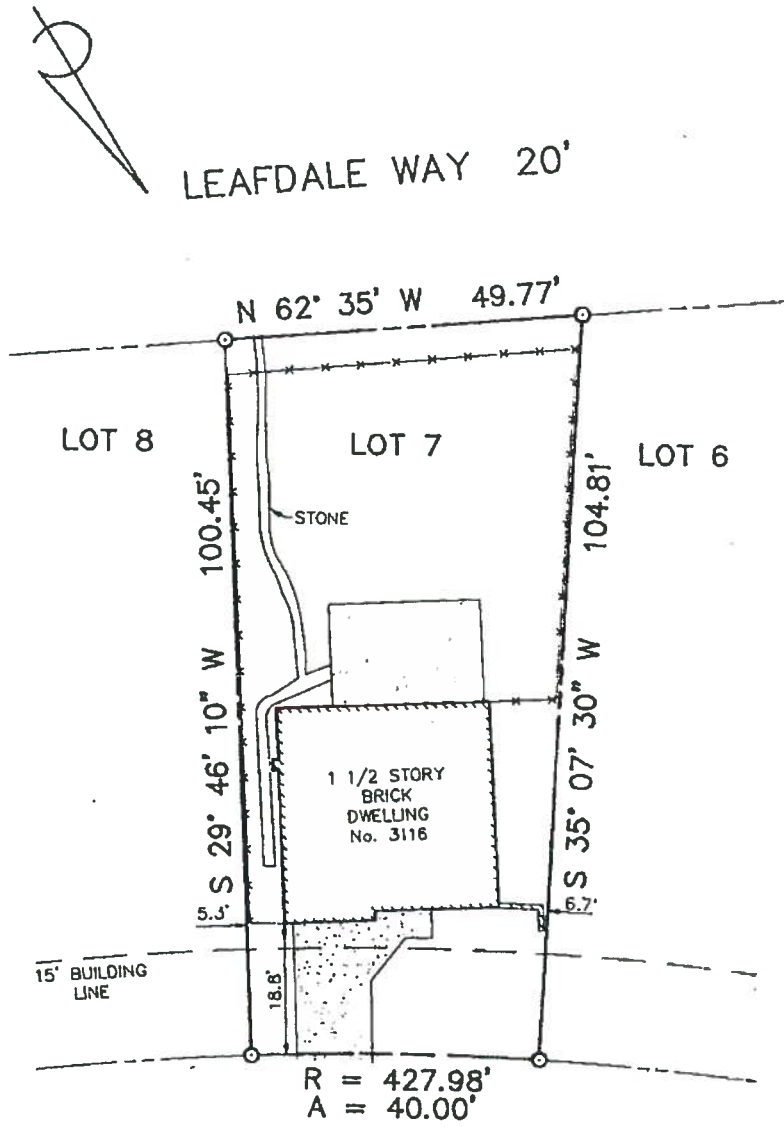 LEAFDALE WAY 20'
N 62° 35' W 49.77'
LOT 8
LOT 7
LOT 6
100.45'
104.81'
STONE
S 29° 46' 10" W
S 35° 07' 30" W
1 1/2 STORY
BRICK
DWELLING
No. 3116
5.3'
6.7'
15' BUILDING
LINE
18.8'
R = 427.98'
A = 40.00'